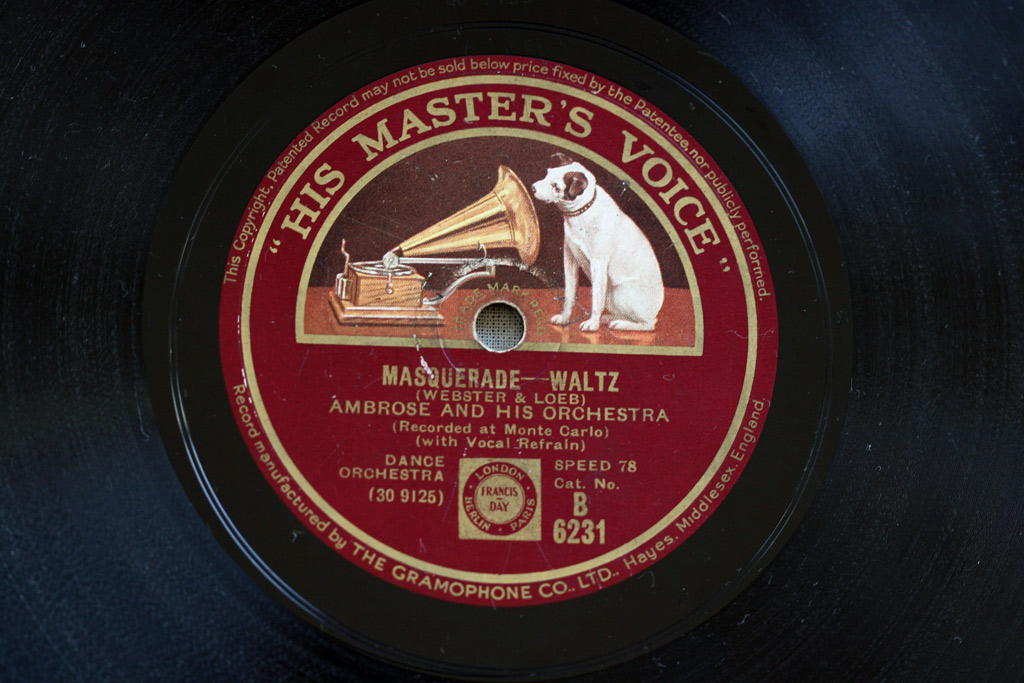 This Copyright. Patented Record may not be sold below price fixed by the Patentee, nor publicly performed.
"HIS MASTER'S VOICE"
TRADE MARK REGD
MASQUERADE—WALTZ
(WEBSTER & LOEB)
AMBROSE AND HIS ORCHESTRA
(Recorded at Monte Carlo)
(with Vocal Refrain)
DANCE
ORCHESTRA
(30 9125)
LONDON
FRANCIS
DAY
BERLIN · PARIS
SPEED 78
Cat. No.
B
6231
Record manufactured by THE GRAMOPHONE CO., LTD., Hayes, Middlesex, England.